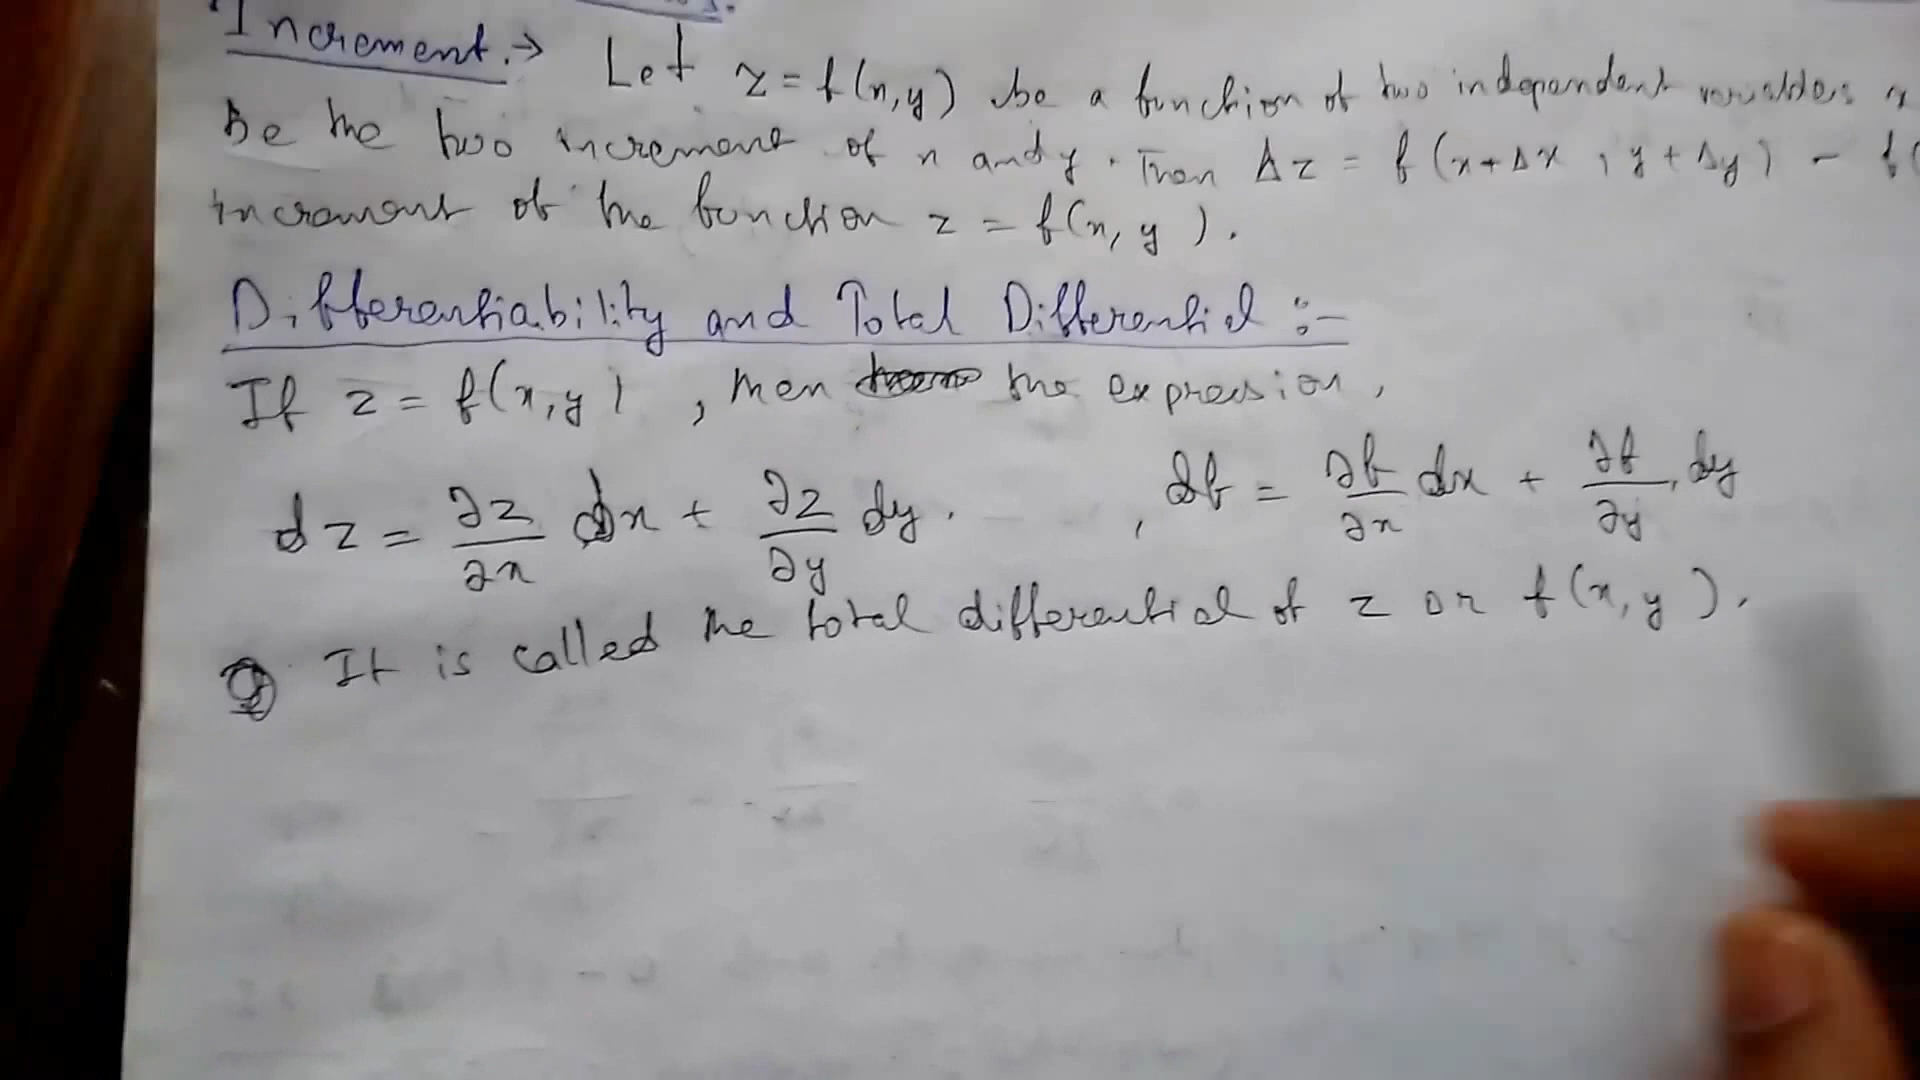 Increment.→ Let z = f(x,y) be a function of two independent variables x
be the two increment of x and y. Then Δz = f(x+Δx, y+Δy) - f(
increment of the function z = f(x, y).
Differentiability and Total Differential :-
If z = f(x,y), then the expression,
dz = ∂z/∂x dx + ∂z/∂y dy. , df = ∂f/∂x dx + ∂f/∂y . dy
It is called the total differential of z or f(x,y).